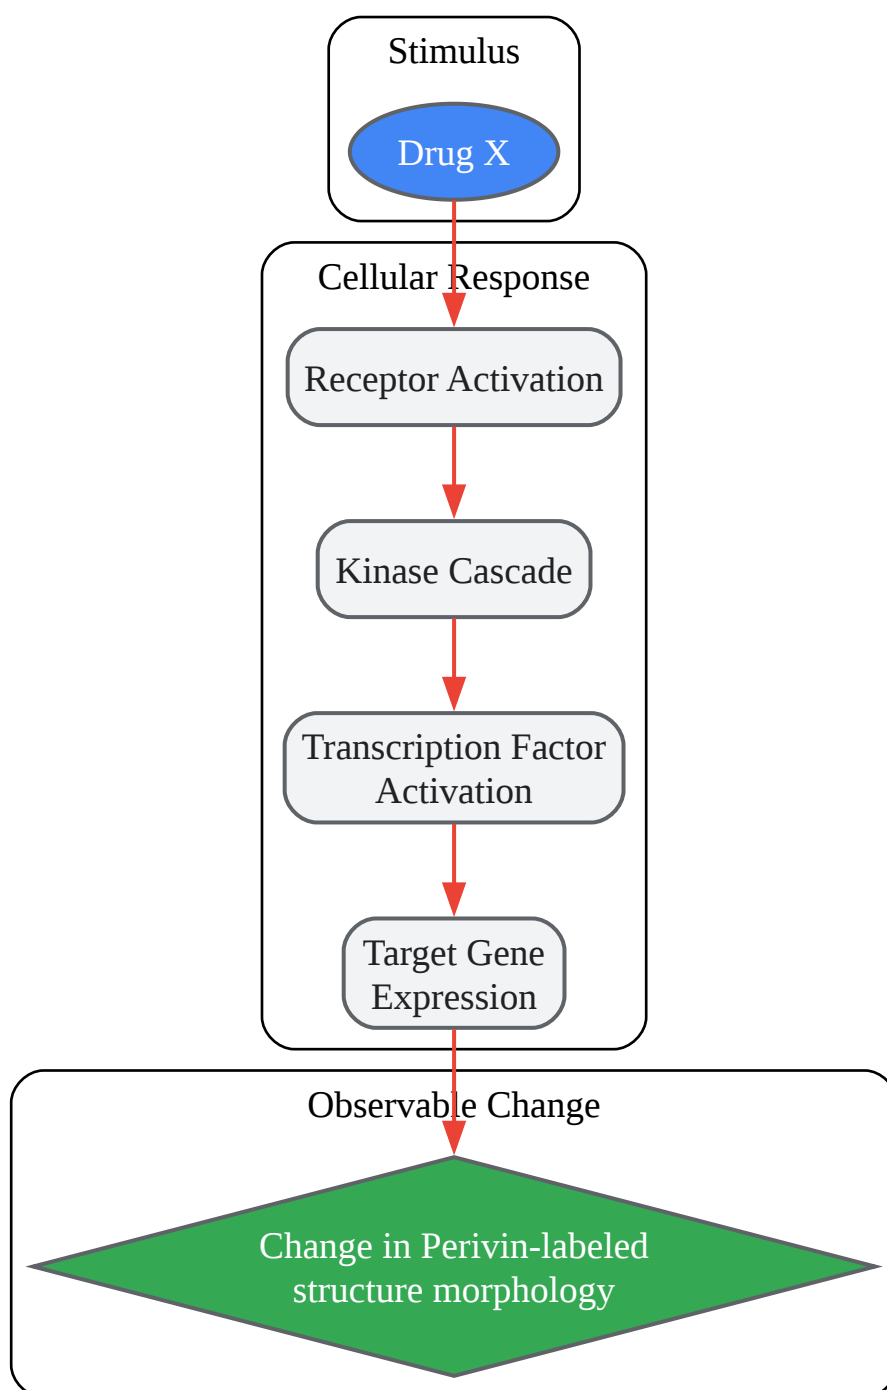 Stimulus
Drug X
Cellular Response
Receptor Activation
Kinase Cascade
Transcription Factor
Activation
Target Gene
Expression
Observable Change
Change in Perivin-labeled
structure morphology